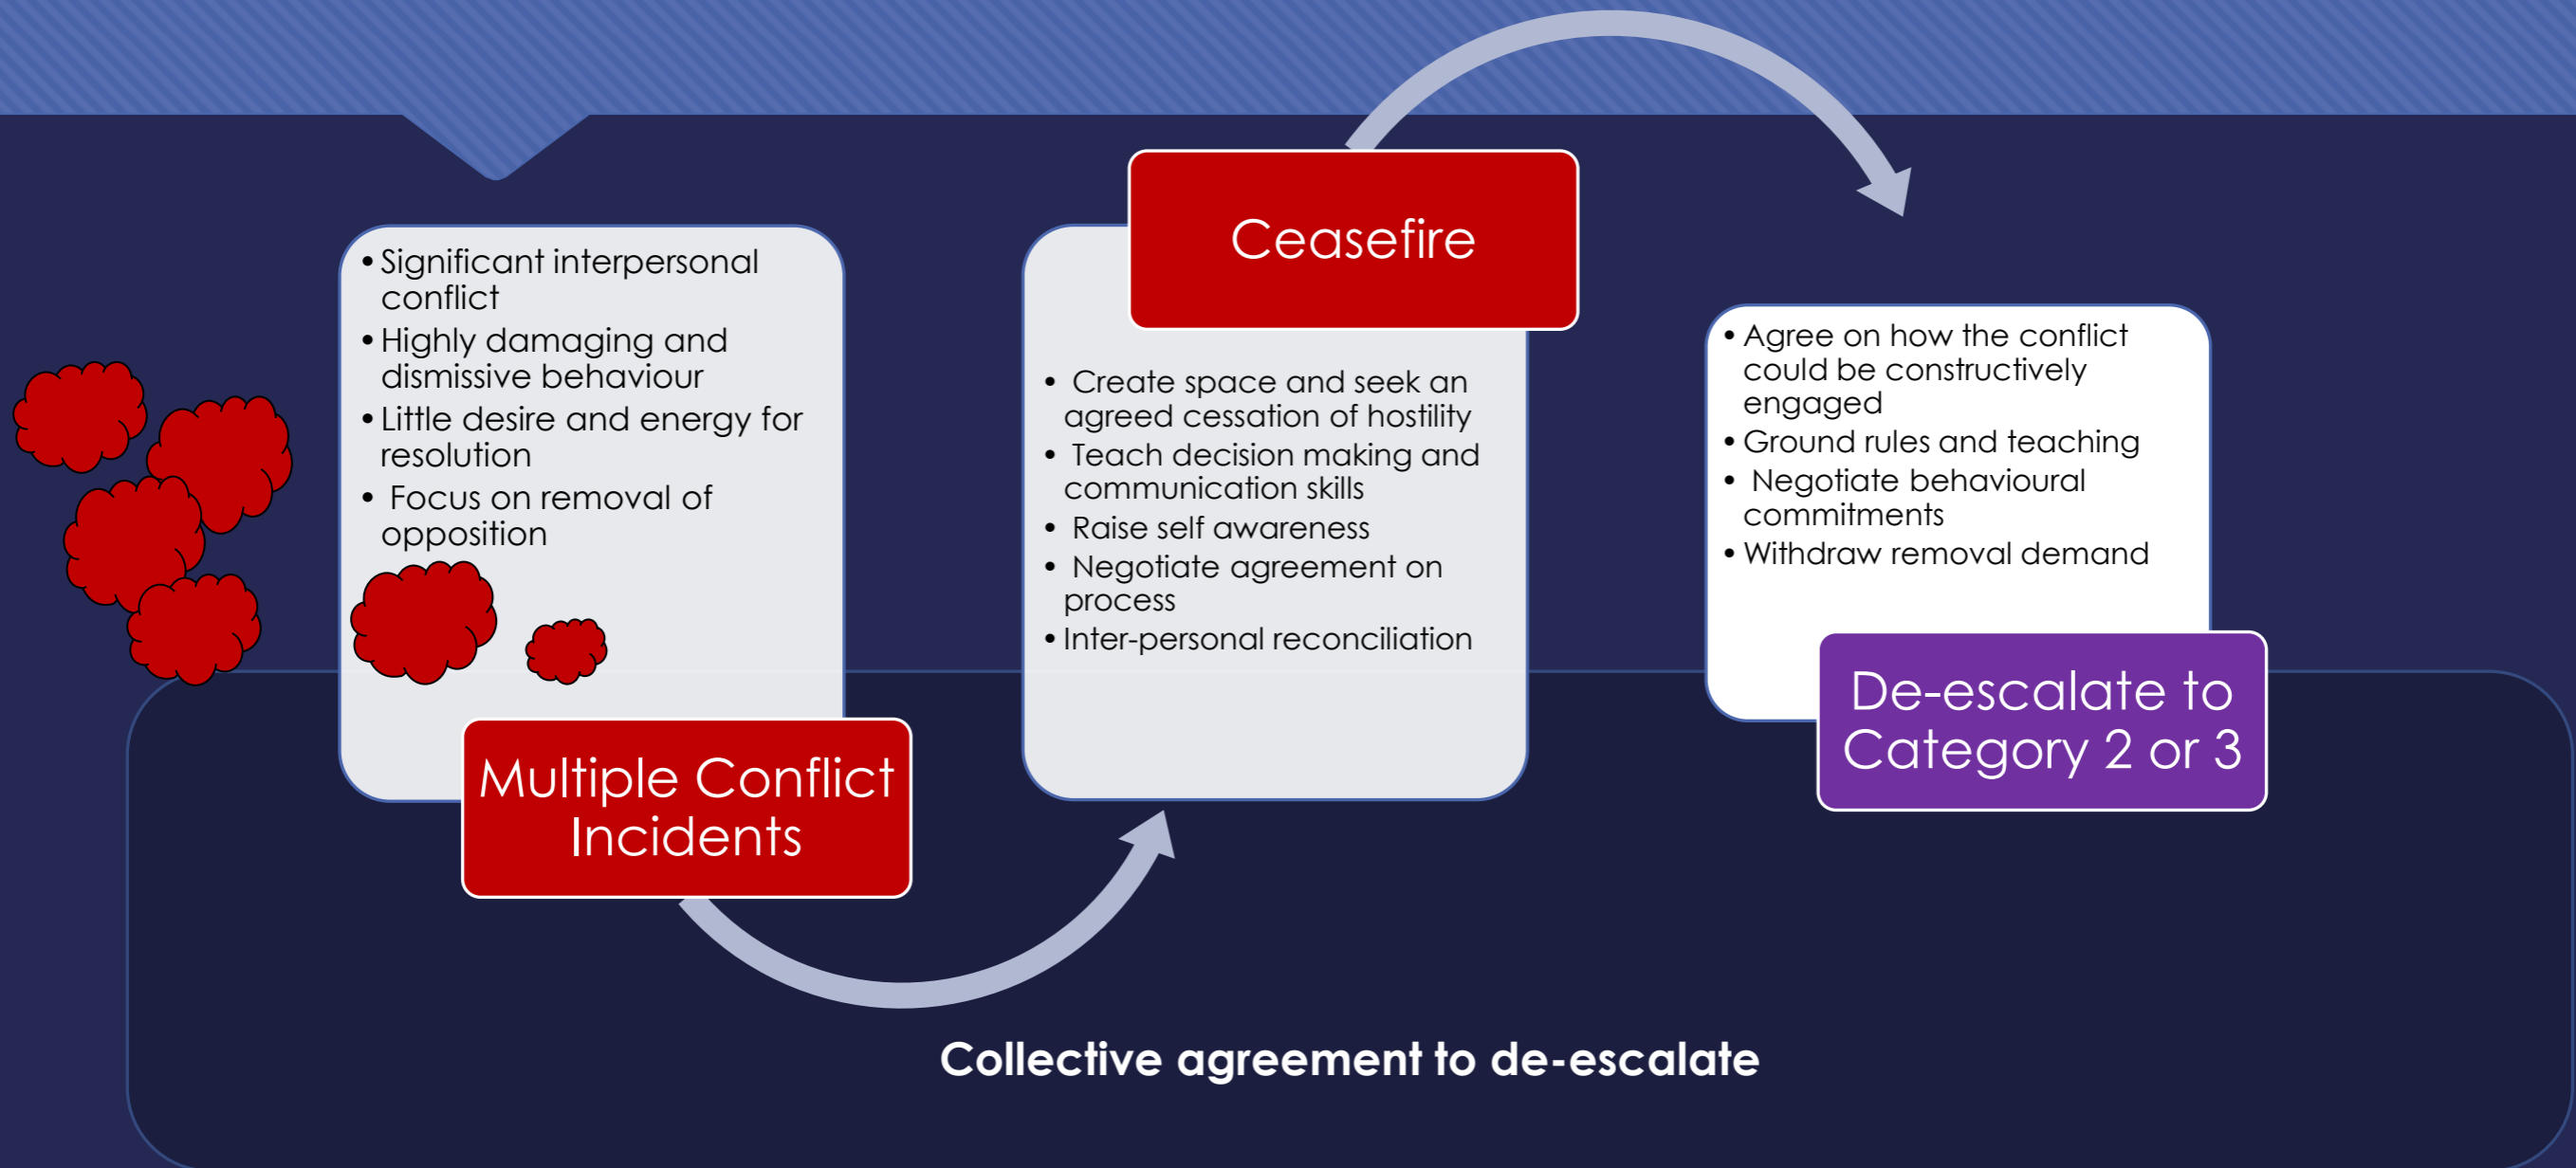 • Significant interpersonal
conflict
• Highly damaging and
dismissive behaviour
• Little desire and energy for
resolution
• Focus on removal of
opposition
Multiple Conflict
Incidents
Ceasefire
• Create space and seek an
agreed cessation of hostility
• Teach decision making and
communication skills
• Raise self awareness
• Negotiate agreement on
process
• Inter-personal reconciliation
• Agree on how the conflict
could be constructively
engaged
• Ground rules and teaching
• Negotiate behavioural
commitments
• Withdraw removal demand
De-escalate to
Category 2 or 3
Collective agreement to de-escalate